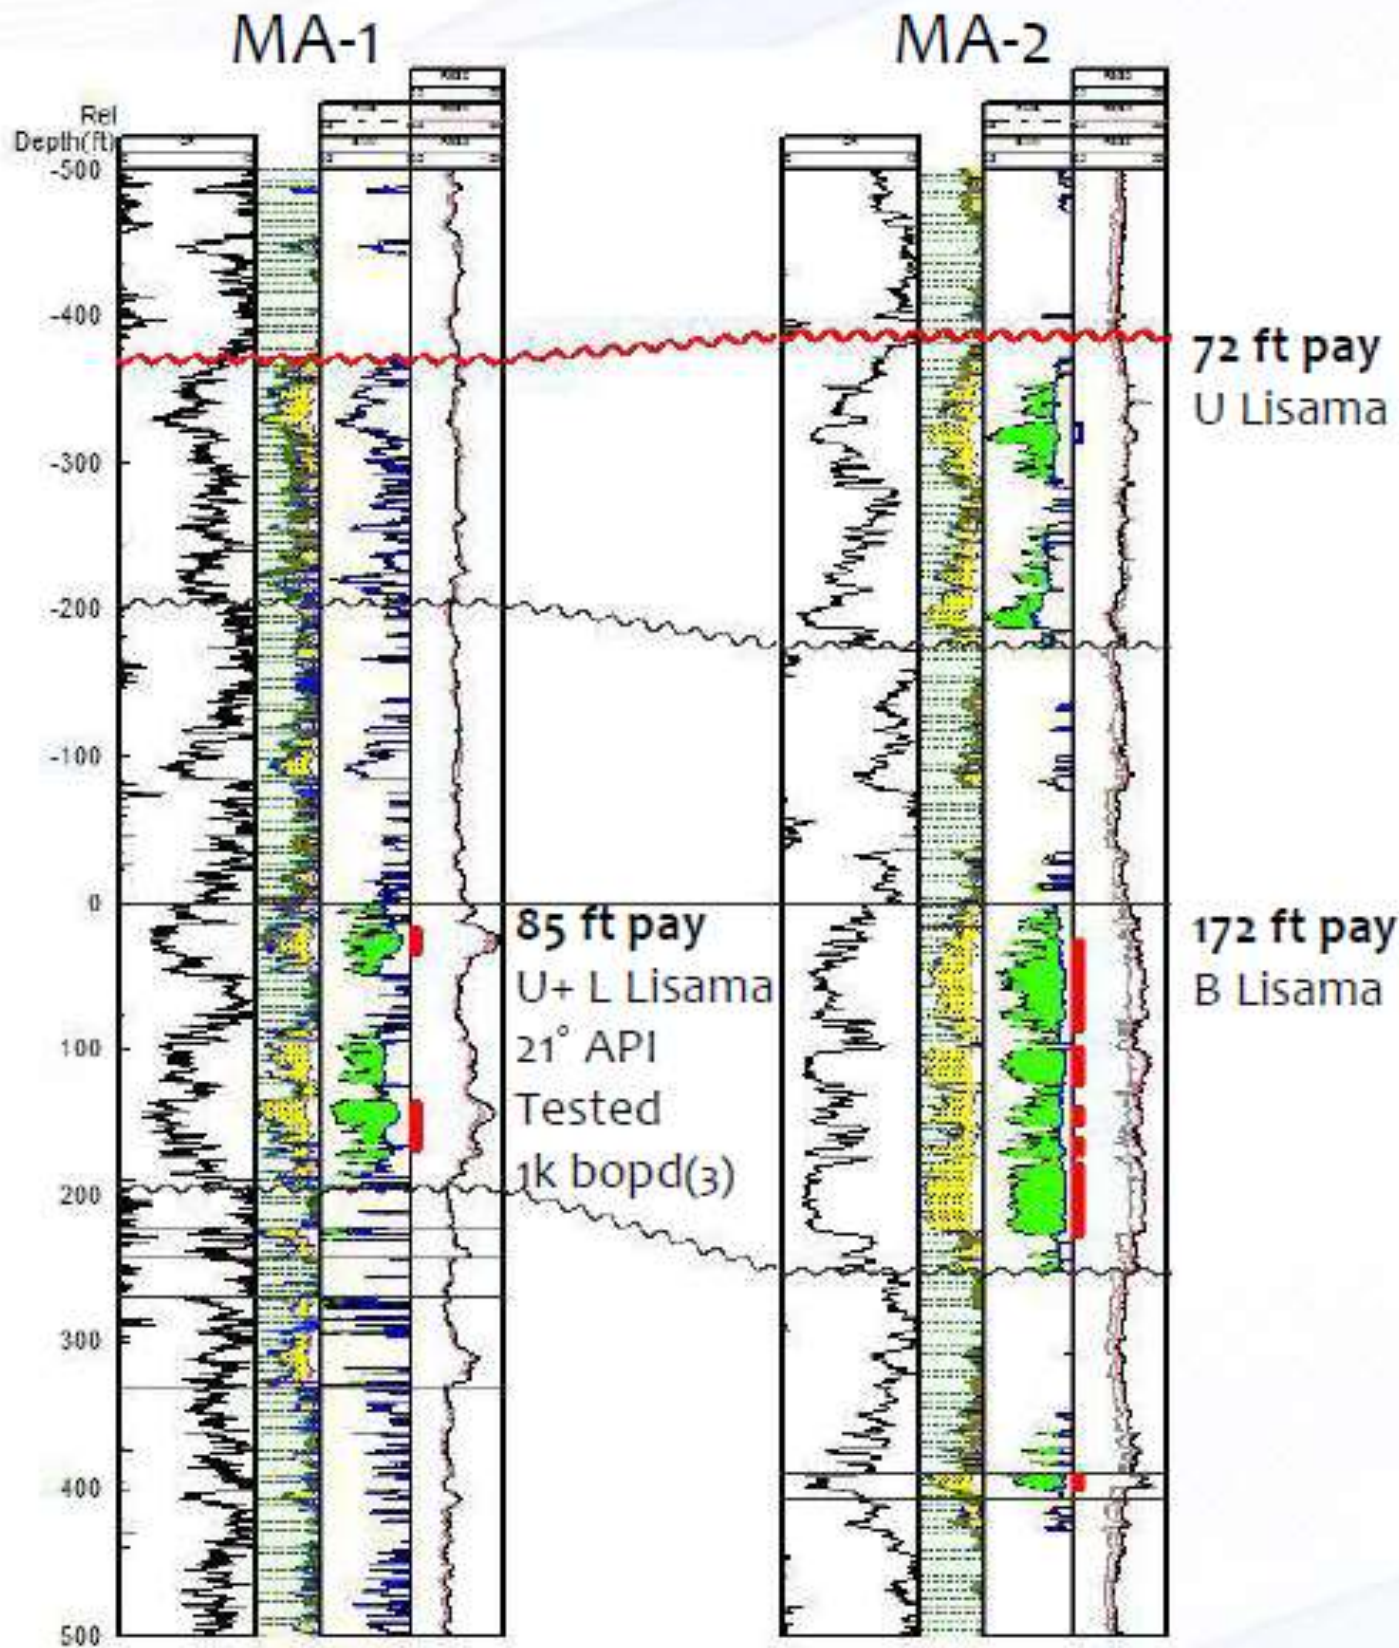 MA-1
MA-2
Rel
Depth(ft)
-500
-400
-300
-200
-100
0
100
200
300
400
500
72 ft pay
U Lisama
85 ft pay
U+ L Lisama
21° API
Tested
1k bopd(3)
172 ft pay
B Lisama